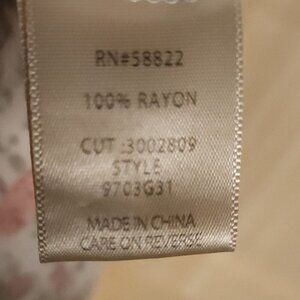 RN#58822
100% RAYON
CUT :3002809
STYLE
9703G31
MADE IN CHINA
CARE ON REVERSE